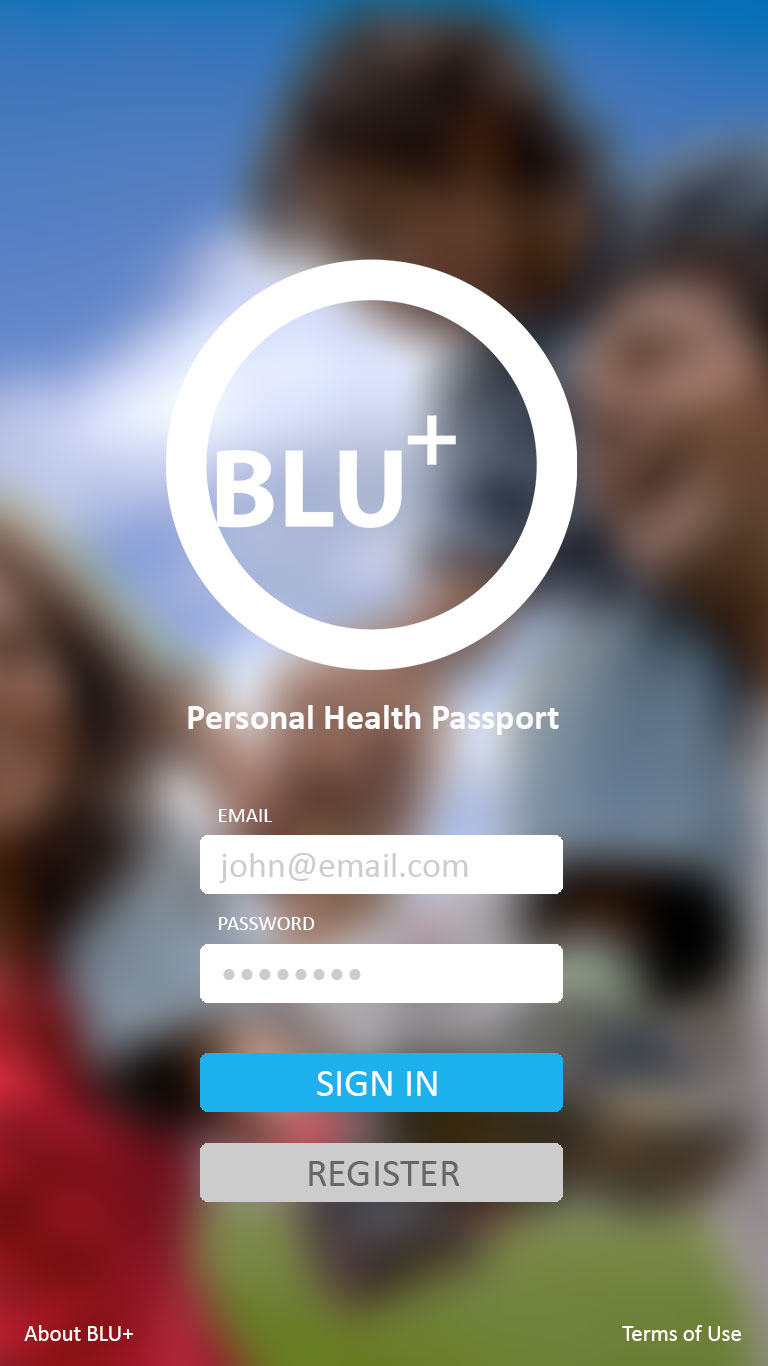 BLU+
Personal Health Passport
EMAIL
john@email.com
PASSWORD
SIGN IN
REGISTER
About BLU+
Terms of Use